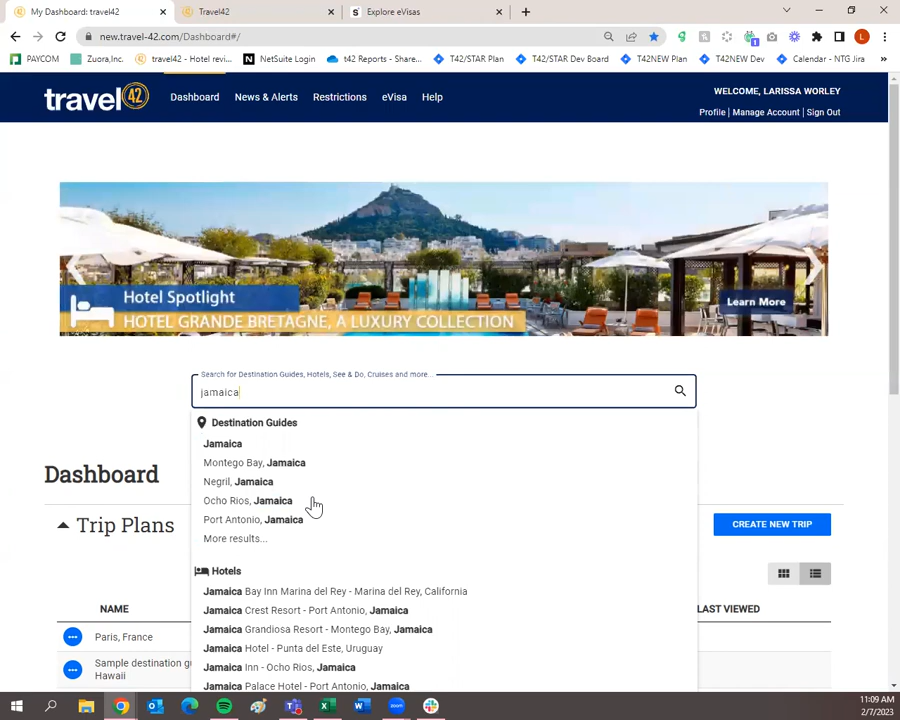 My Dashboard: travel42
Travel42
Explore eVisas
new.travel-42.com/Dashboard#/
PAYCOM
Zuora,Inc.
travel42 - Hotel revi...
NetSuite Login
t42 Reports - Share...
T42/STAR Plan
T42/STAR Dev Board
T42NEW Plan
T42NEW Dev
Calendar - NTG Jira
travel 42
Dashboard
News & Alerts
Restrictions
eVisa
Help
WELCOME, LARISSA WORLEY
Profile | Manage Account | Sign Out
Hotel Spotlight
HOTEL GRANDE BRETAGNE, A LUXURY COLLECTION
Learn More
Search for Destination Guides, Hotels, See & Do, Cruises and more...
jamaica
Destination Guides
Jamaica
Montego Bay, Jamaica
Negril, Jamaica
Ocho Rios, Jamaica
Port Antonio, Jamaica
More results...
Hotels
Jamaica Bay Inn Marina del Rey - Marina del Rey, California
Jamaica Crest Resort - Port Antonio, Jamaica
Jamaica Grandiosa Resort - Montego Bay, Jamaica
Jamaica Hotel - Punta del Este, Uruguay
Jamaica Inn - Ocho Rios, Jamaica
Jamaica Palace Hotel - Port Antonio, Jamaica
Dashboard
Trip Plans
CREATE NEW TRIP
NAME
LAST VIEWED
Paris, France
Sample destination gu
Hawaii
11:09 AM
2/7/2023